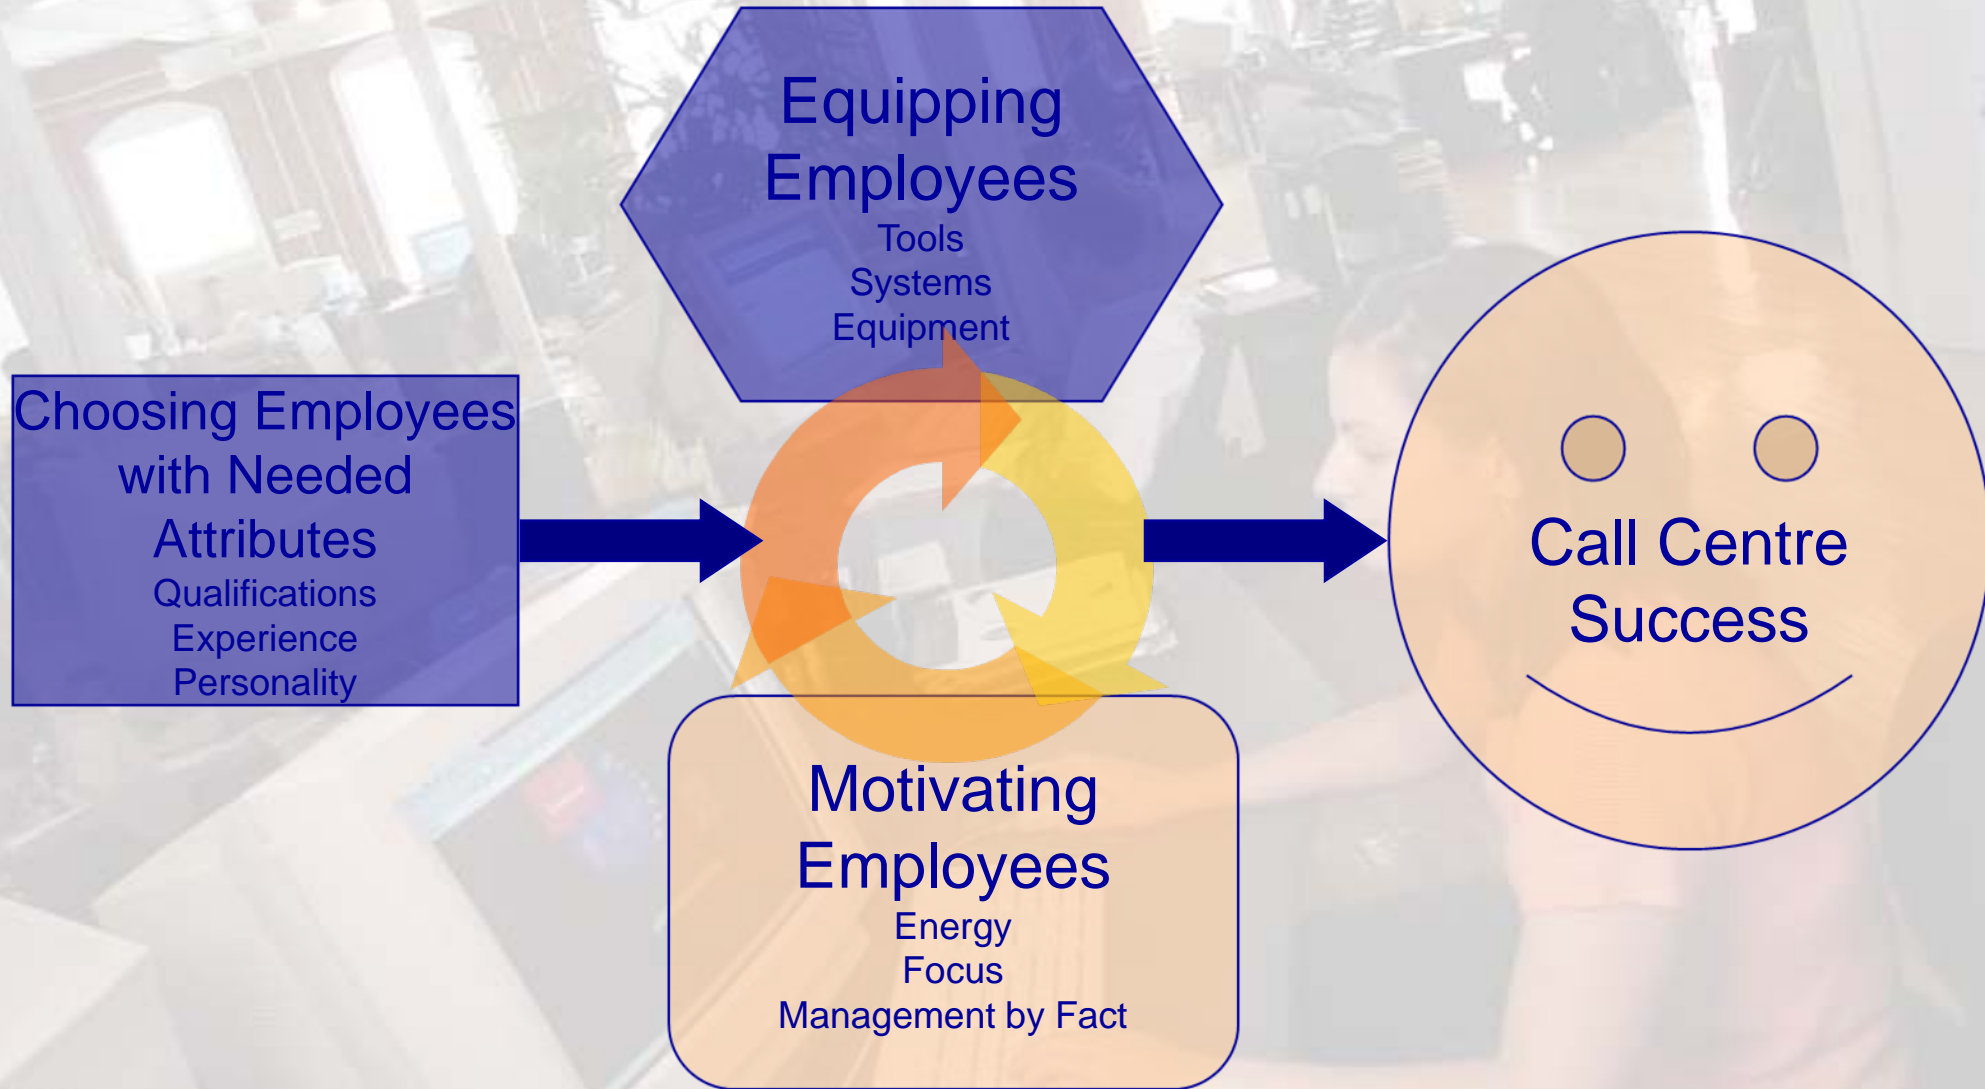 Equipping
Employees
Tools
Systems
Equipment
Choosing Employees
with Needed
Attributes
Qualifications
Experience
Personality
Call Centre
Success
Motivating
Employees
Energy
Focus
Management by Fact